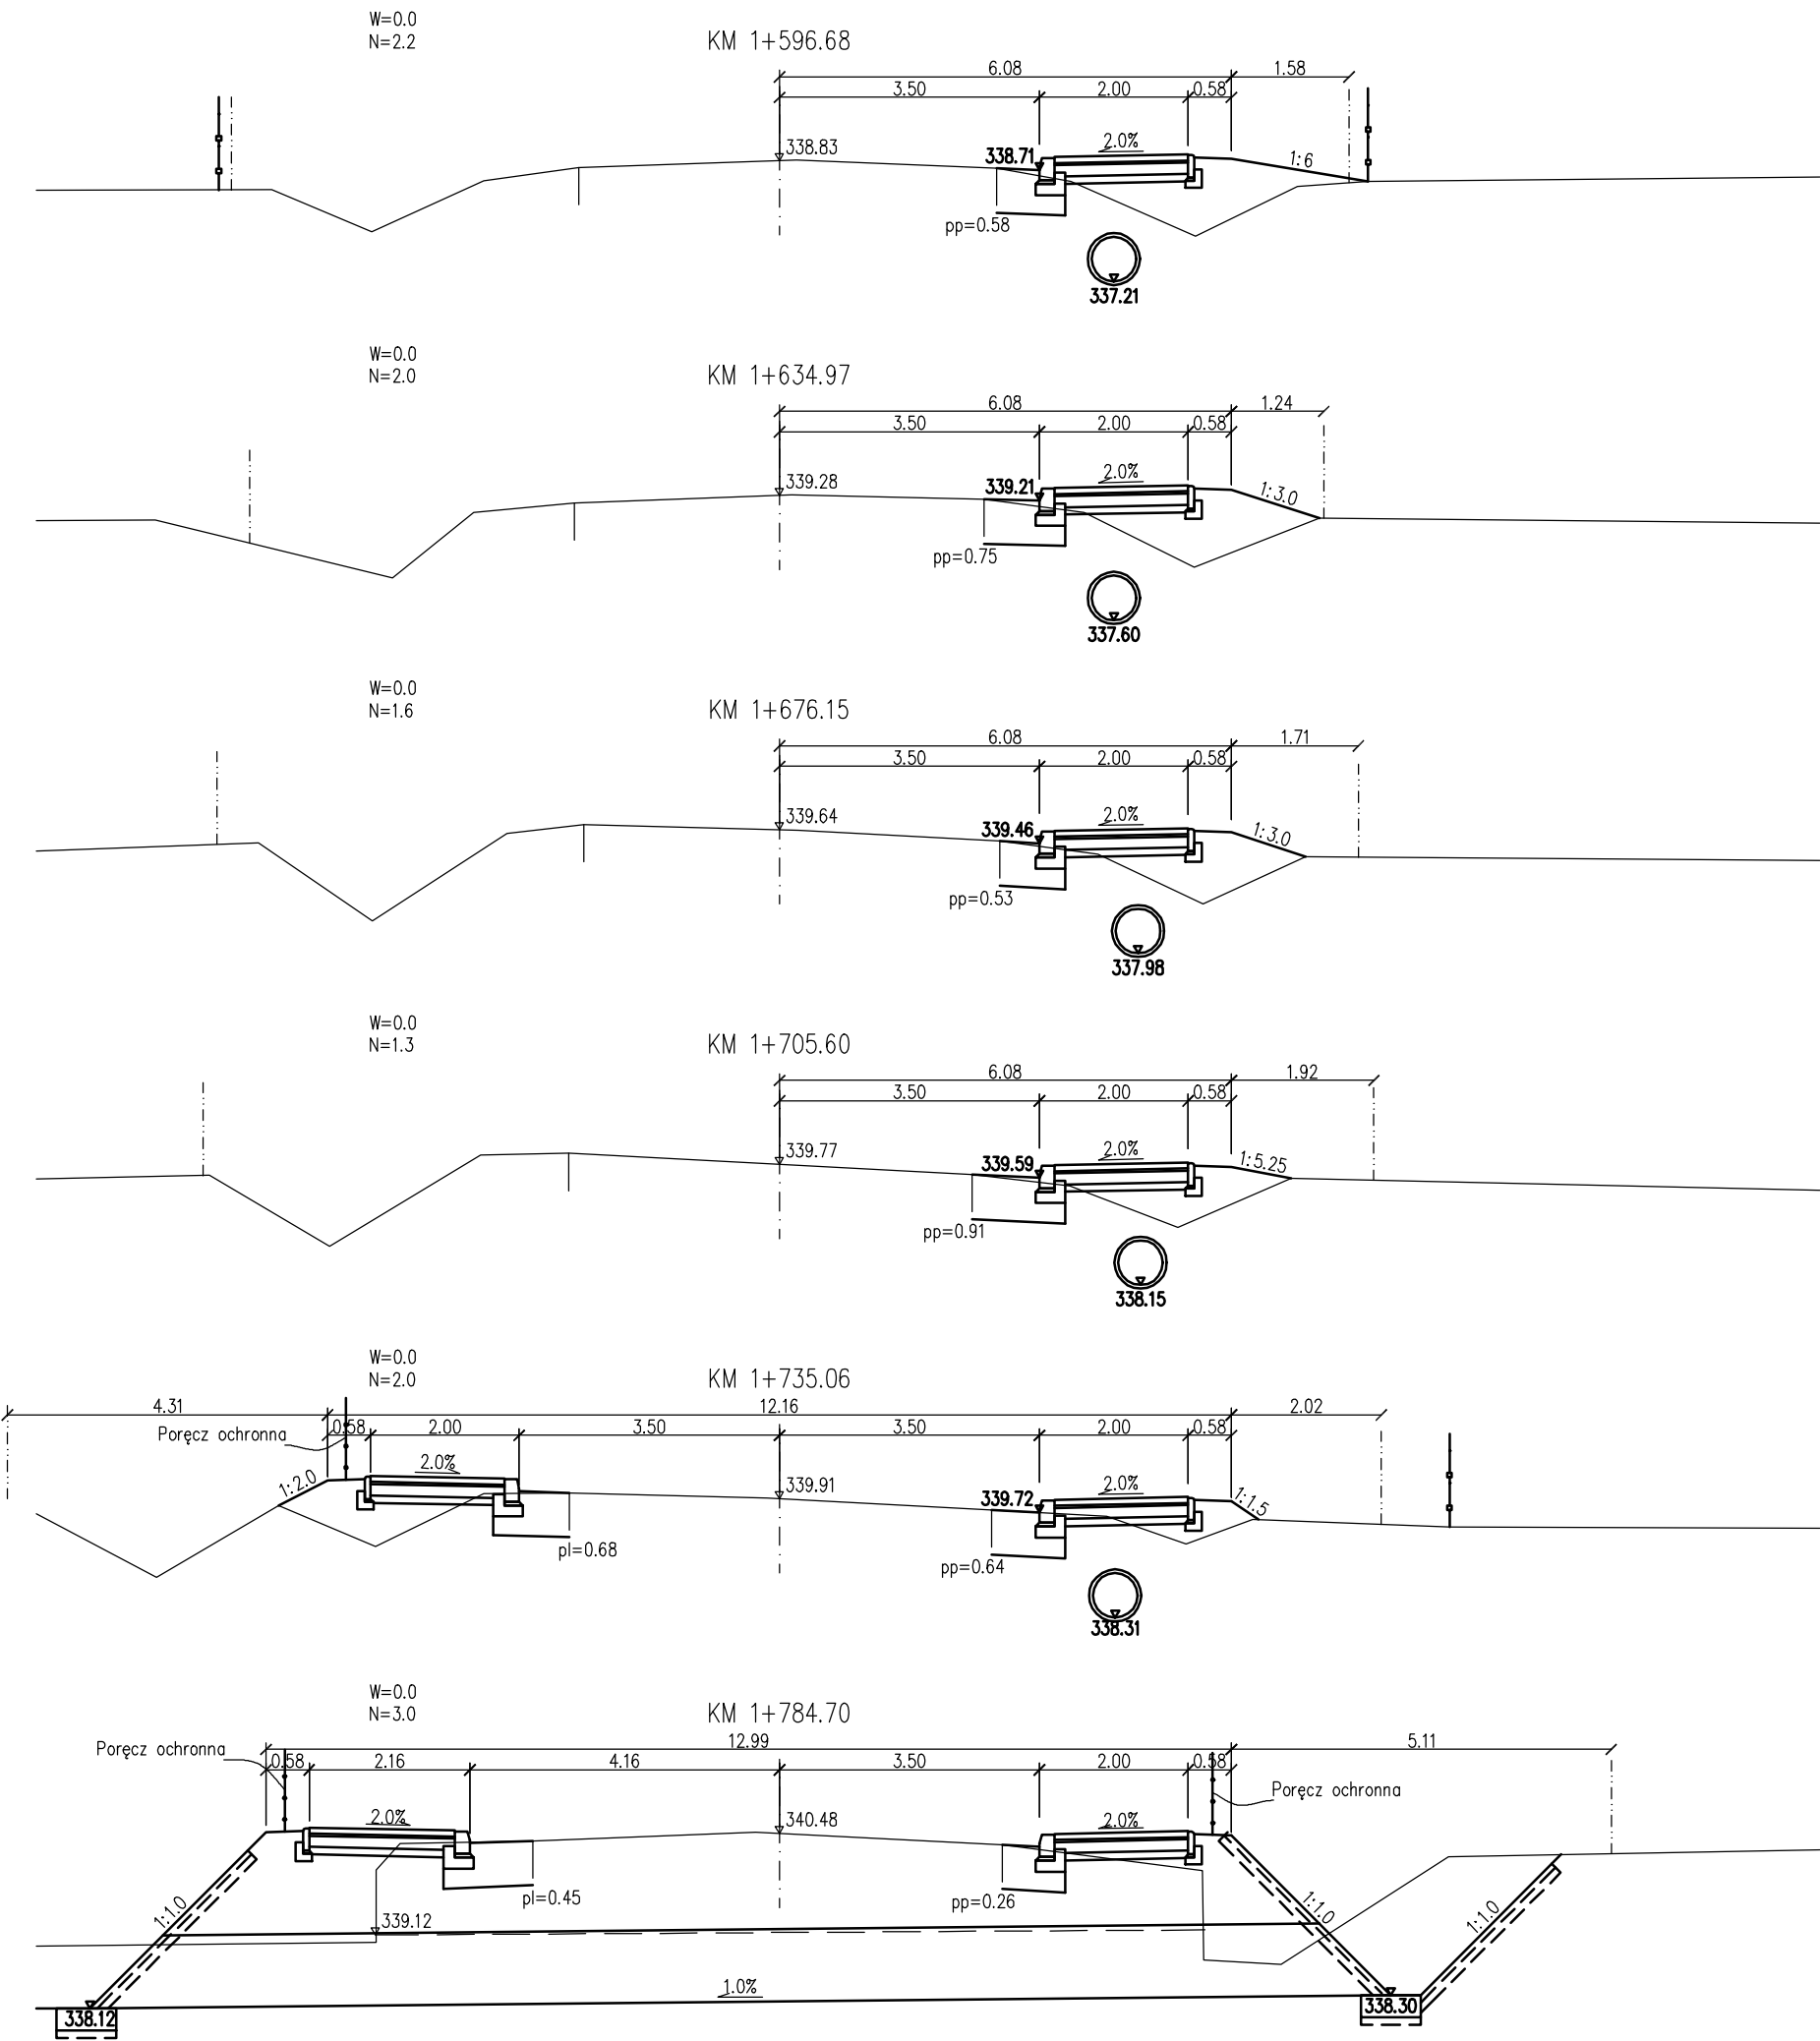 W=0.0
N=2.2
KM 1+596.68
6.08 1.58
3.50 2.00 0.58
338.83 338.71 2.0% 1:6
pp=0.58
337.21
W=0.0
N=2.0
KM 1+634.97
6.08 1.24
3.50 2.00 0.58
339.28 339.21 2.0% 1:3.0
pp=0.75
337.60
W=0.0
N=1.6
KM 1+676.15
6.08 1.71
3.50 2.00 0.58
339.64 339.46 2.0% 1:3.0
pp=0.53
337.98
W=0.0
N=1.3
KM 1+705.60
6.08 1.92
3.50 2.00 0.58
339.77 339.59 2.0% 1:5.25
pp=0.91
338.15
W=0.0
N=2.0
KM 1+735.06
4.31 12.16 2.02
0.58 2.00 3.50 3.50 2.00 0.58
Poręcz ochronna
1:2.0 2.0% 339.91 339.72 2.0% 1:1.5
pl=0.68 pp=0.64
338.31
W=0.0
N=3.0
KM 1+784.70
12.99 5.11
Poręcz ochronna
0.58 2.16 4.16 3.50 2.00 0.58
Poręcz ochronna
2.0% 340.48 2.0%
pl=0.45 pp=0.26
1:1.0 339.12 1:1.0 1:1.0
1.0%
338.12 338.30